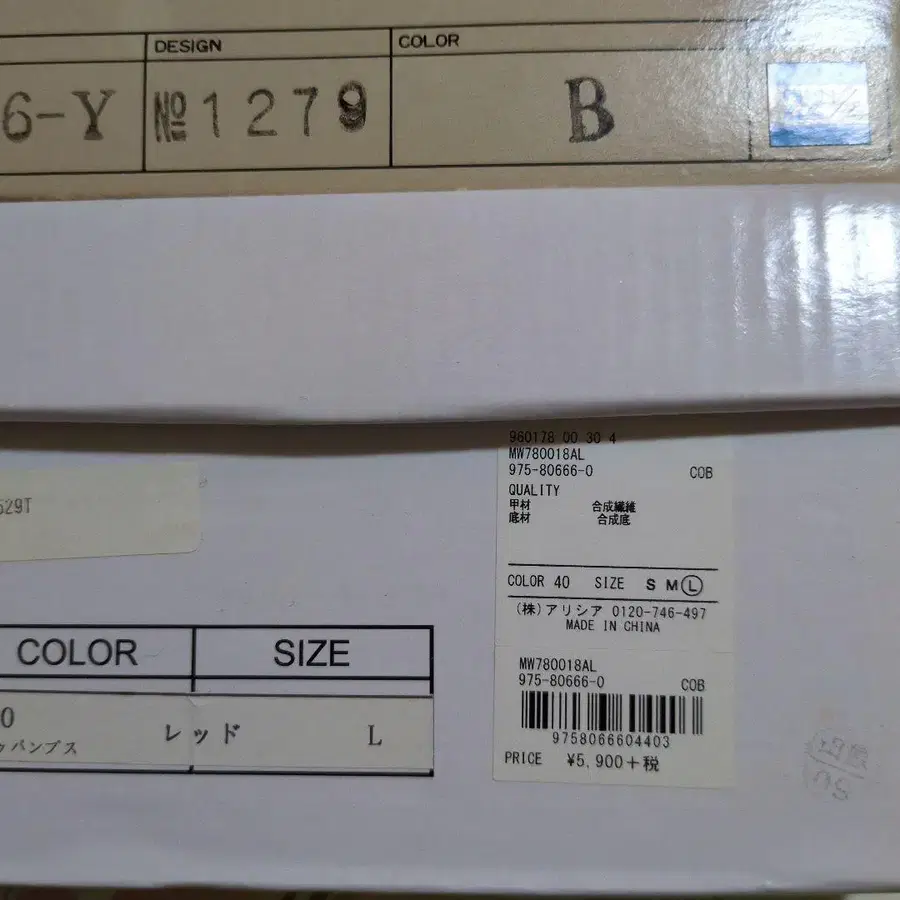 DESIGN
COLOR
6-Y
№1279
B
960178 00 30 4
MW780018AL
975-80666-0 COB
QUALITY
甲材 合成繊維
底材 合成底
529T
COLOR 40 SIZE S M L
(株)アリシア 0120-746-497
MADE IN CHINA
COLOR SIZE
MW780018AL
975-80666-0 COB
0
レッド L
パンプス
9758066604403
PRICE ¥5,900+税